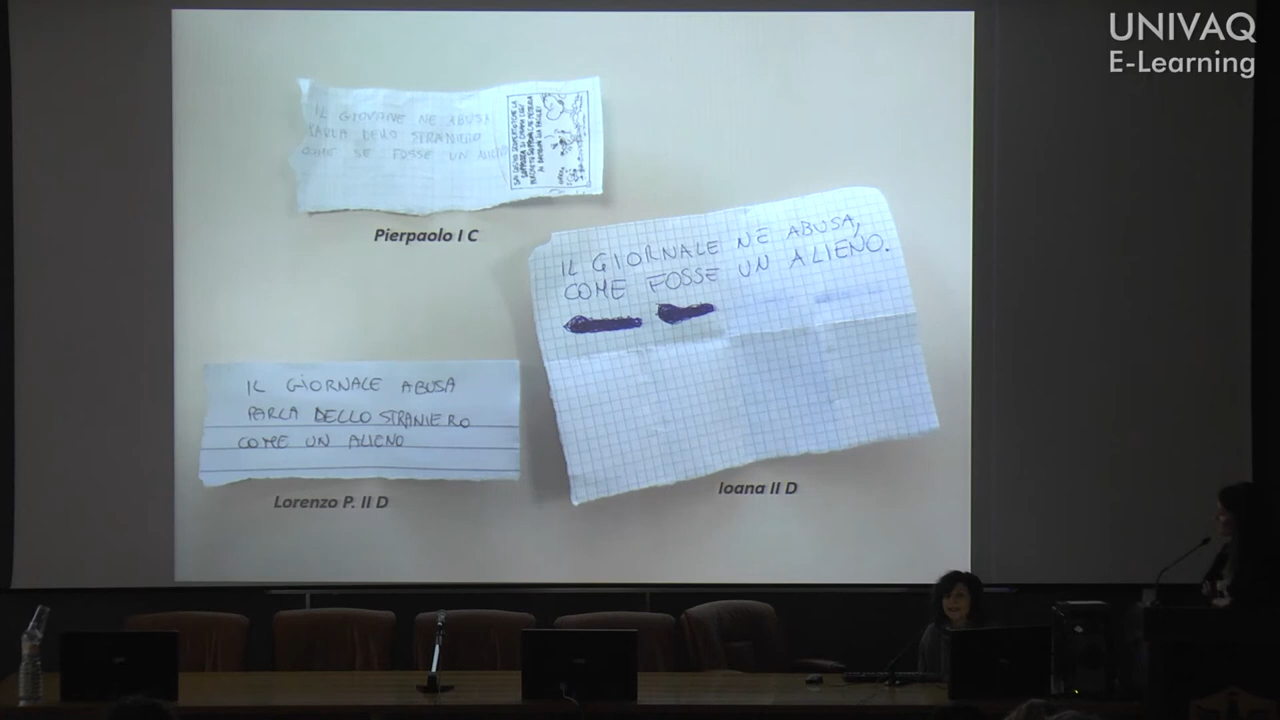 UNIVAQ
E-Learning
IL GIOVANE NE ABUSA
PARLA DELLO STRANIERO
COME SE FOSSE UN
Pierpaolo I C
IL GIORNALE NE ABUSA,
COME FOSSE UN ALIENO.
Ioana II D
IL GIORNALE ABUSA
PARLA DELLO STRANIERO
COME UN ALIENO
Lorenzo P. II D